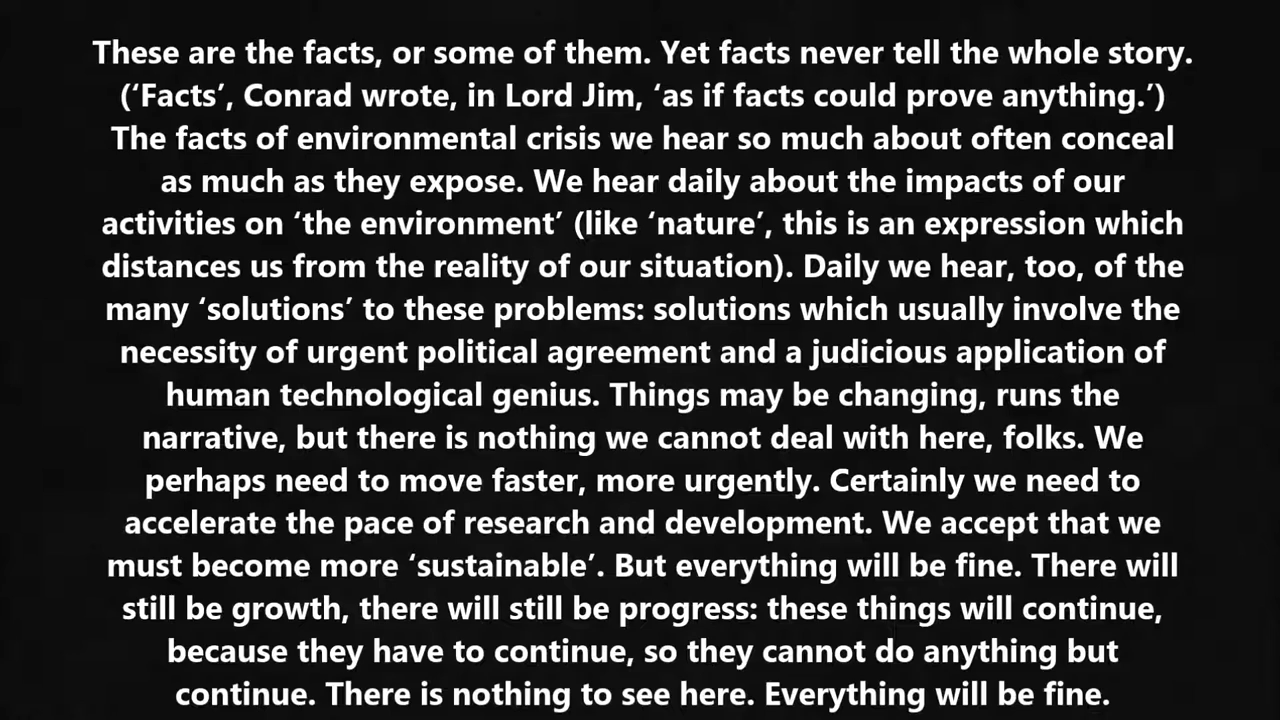 These are the facts, or some of them. Yet facts never tell the whole story.
(‘Facts’, Conrad wrote, in Lord Jim, ‘as if facts could prove anything.’)
The facts of environmental crisis we hear so much about often conceal
as much as they expose. We hear daily about the impacts of our
activities on ‘the environment’ (like ‘nature’, this is an expression which
distances us from the reality of our situation). Daily we hear, too, of the
many ‘solutions’ to these problems: solutions which usually involve the
necessity of urgent political agreement and a judicious application of
human technological genius. Things may be changing, runs the
narrative, but there is nothing we cannot deal with here, folks. We
perhaps need to move faster, more urgently. Certainly we need to
accelerate the pace of research and development. We accept that we
must become more ‘sustainable’. But everything will be fine. There will
still be growth, there will still be progress: these things will continue,
because they have to continue, so they cannot do anything but
continue. There is nothing to see here. Everything will be fine.